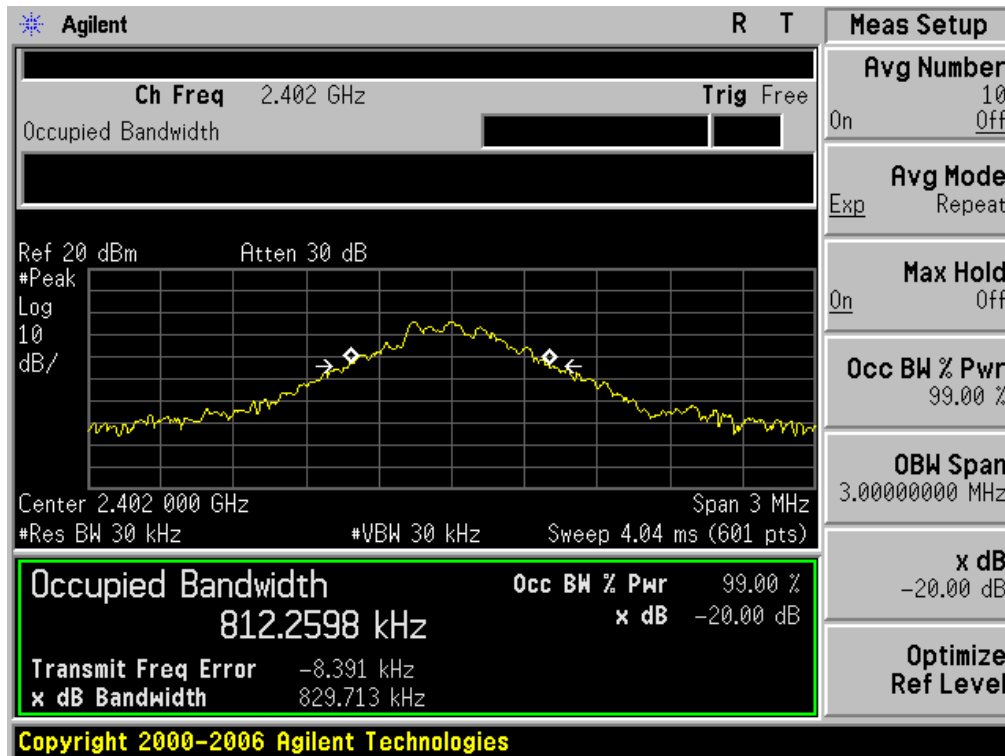 Agilent R T
Ch Freq 2.402 GHz Trig Free
Occupied Bandwidth
Ref 20 dBm Atten 30 dB
#Peak
Log
10
dB/
Center 2.402 000 GHz Span 3 MHz
#Res BW 30 kHz #VBW 30 kHz Sweep 4.04 ms (601 pts)
Occupied Bandwidth Occ BW % Pwr 99.00 %
812.2598 kHz x dB -20.00 dB
Transmit Freq Error -8.391 kHz
x dB Bandwidth 829.713 kHz
Copyright 2000-2006 Agilent Technologies
Meas Setup
Avg Number
10
On Off
Avg Mode
Exp Repeat
Max Hold
On Off
Occ BW % Pwr
99.00 %
OBW Span
3.00000000 MHz
x dB
-20.00 dB
Optimize
Ref Level